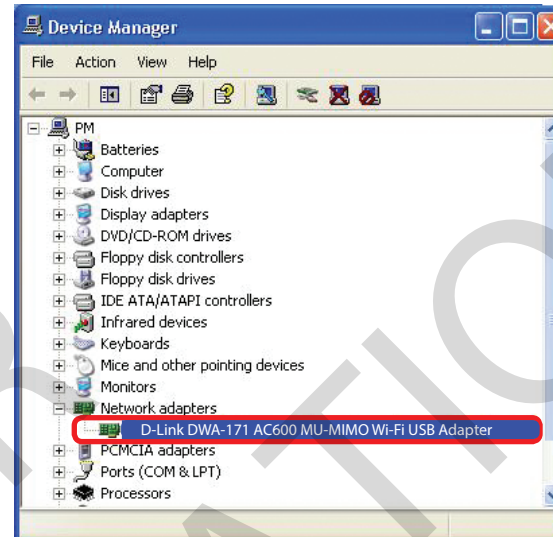 Device Manager
File Action View Help
PM
Batteries
Computer
Disk drives
Display adapters
DVD/CD-ROM drives
Floppy disk controllers
Floppy disk drives
IDE ATA/ATAPI controllers
Infrared devices
Keyboards
Mice and other pointing devices
Monitors
Network adapters
D-Link DWA-171 AC600 MU-MIMO Wi-Fi USB Adapter
PCMCIA adapters
Ports (COM & LPT)
Processors